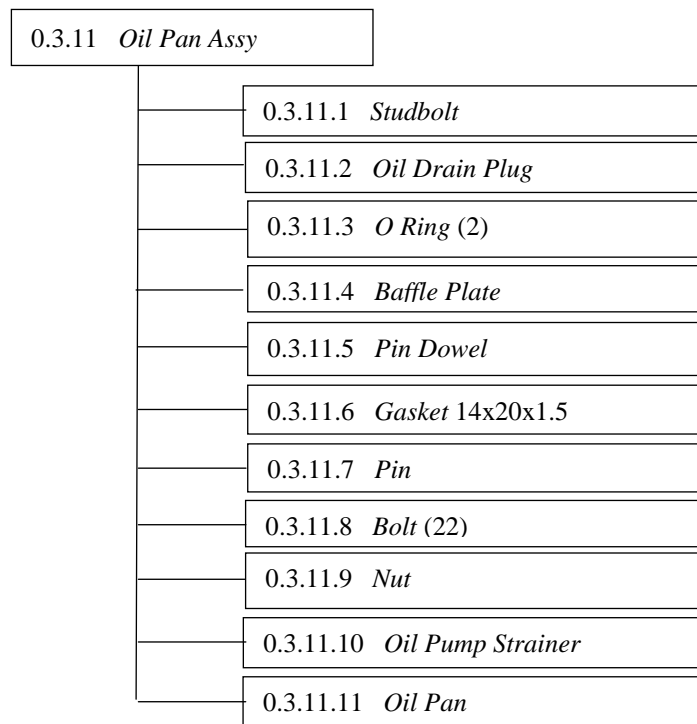 0.3.11 Oil Pan Assy
0.3.11.1 Studbolt
0.3.11.2 Oil Drain Plug
0.3.11.3 O Ring (2)
0.3.11.4 Baffle Plate
0.3.11.5 Pin Dowel
0.3.11.6 Gasket 14x20x1.5
0.3.11.7 Pin
0.3.11.8 Bolt (22)
0.3.11.9 Nut
0.3.11.10 Oil Pump Strainer
0.3.11.11 Oil Pan